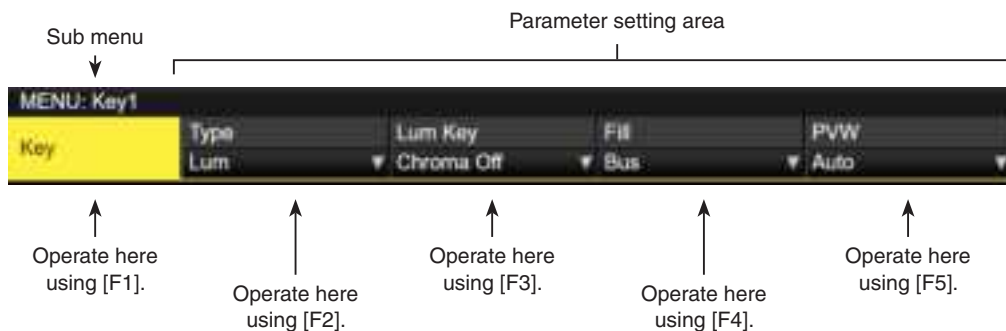 Parameter setting area
Sub menu
MENU: Key1
Key
Type
Lum Key
Fill
PVW
Lum
Chroma Off
Bus
Auto
Operate here
using [F1].
Operate here
using [F2].
Operate here
using [F3].
Operate here
using [F4].
Operate here
using [F5].